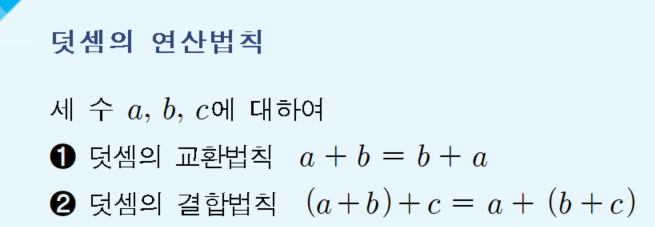 덧셈의 연산법칙
세 수 a, b, c에 대하여
❶ 덧셈의 교환법칙 a + b = b + a
❷ 덧셈의 결합법칙 (a+b)+c = a + (b+c)